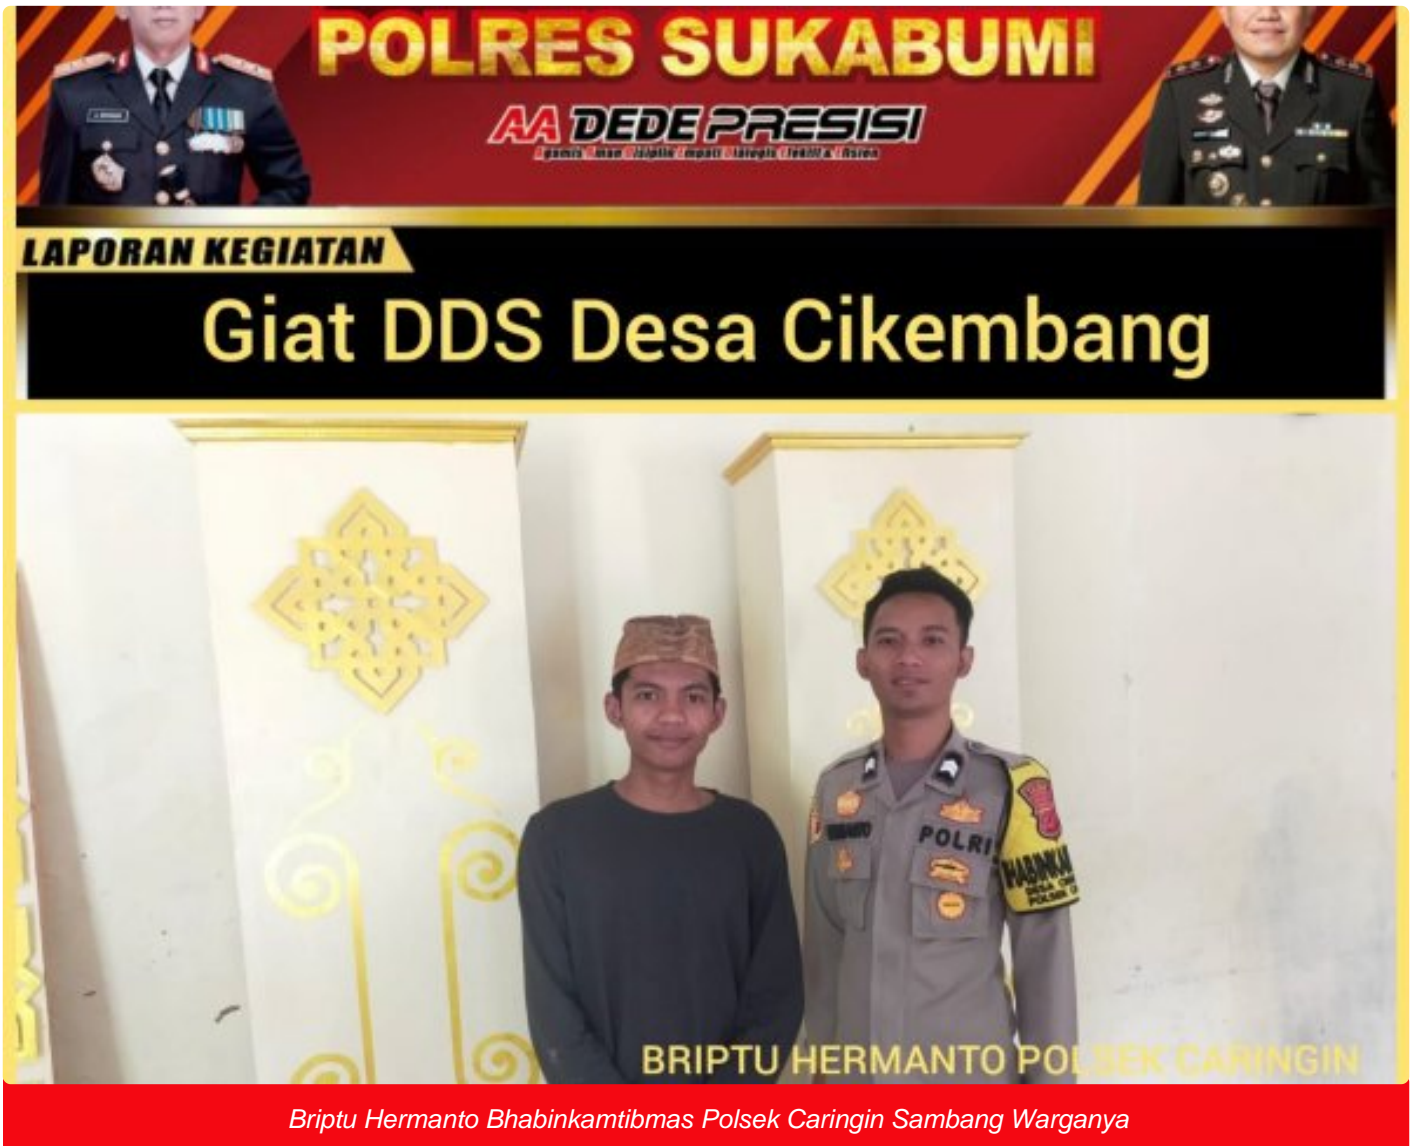 POLRES SUKABUMI
AA DEDE PRESISI
LAPORAN KEGIATAN
Giat DDS Desa Cikembang
POLRI
BRIPTU HERMANTO POLSEK CARINGIN
Briptu Hermanto Bhabinkamtibmas Polsek Caringin Sambang Warganya